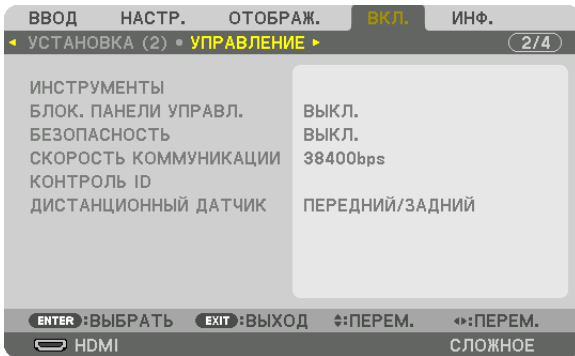 ВВОД НАСТР. ОТОБРАЖ. ВКЛ. ИНФ.
◄ УСТАНОВКА (2) • УПРАВЛЕНИЕ ► 2/4
ИНСТРУМЕНТЫ
БЛОК. ПАНЕЛИ УПРАВЛ. ВЫКЛ.
БЕЗОПАСНОСТЬ ВЫКЛ.
СКОРОСТЬ КОММУНИКАЦИИ 38400bps
КОНТРОЛЬ ID
ДИСТАНЦИОННЫЙ ДАТЧИК ПЕРЕДНИЙ/ЗАДНИЙ
ENTER :ВЫБРАТЬ EXIT :ВЫХОД :ПЕРЕМ. :ПЕРЕМ.
HDMI СЛОЖНОЕ